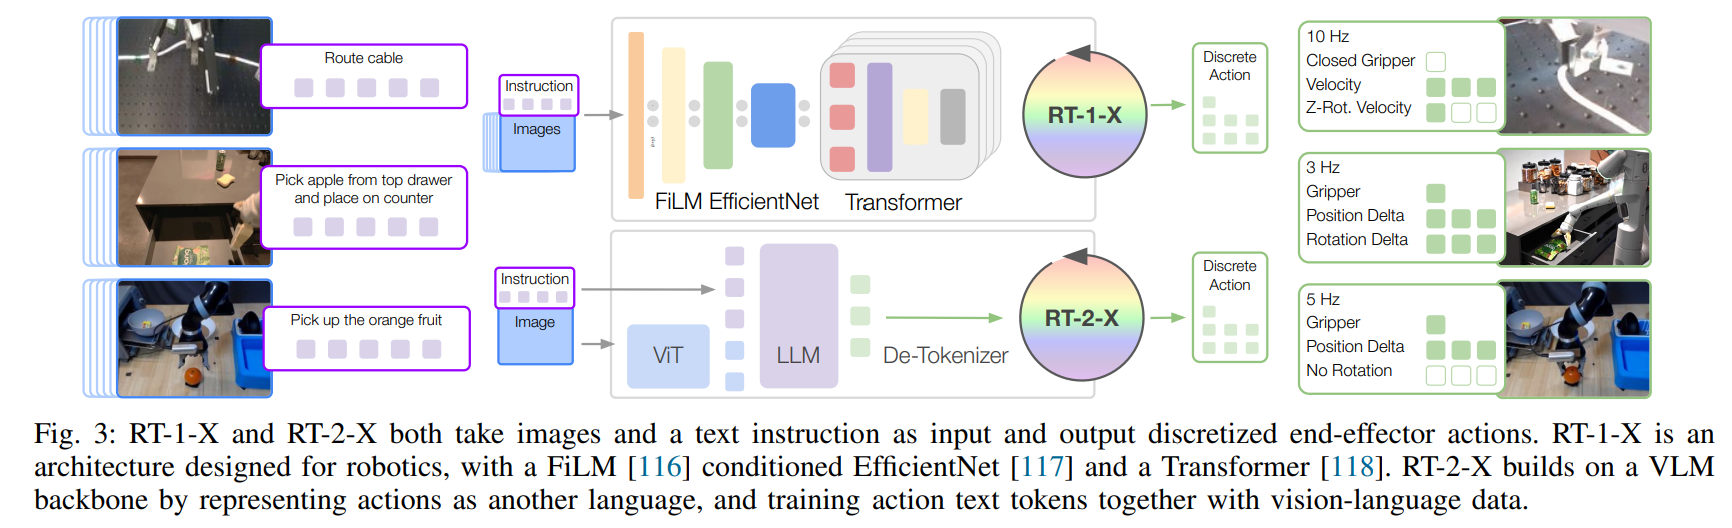 Route cable
Pick apple from top drawer
and place on counter
Pick up the orange fruit
Instruction
Images
FiLM EfficientNet
Transformer
RT-1-X
Discrete
Action
Instruction
Image
ViT
LLM
De-Tokenizer
RT-2-X
Discrete
Action
10 Hz
Closed Gripper
Velocity
Z-Rot. Velocity
3 Hz
Gripper
Position Delta
Rotation Delta
5 Hz
Gripper
Position Delta
No Rotation
Fig. 3: RT-1-X and RT-2-X both take images and a text instruction as input and output discretized end-effector actions. RT-1-X is an
architecture designed for robotics, with a FiLM [116] conditioned EfficientNet [117] and a Transformer [118]. RT-2-X builds on a VLM
backbone by representing actions as another language, and training action text tokens together with vision-language data.